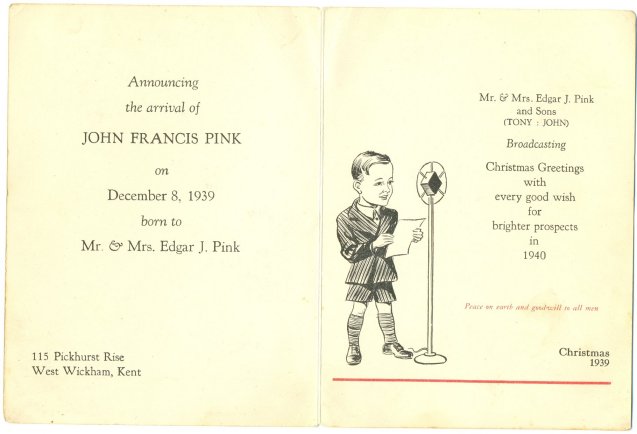 Announcing
the arrival of
JOHN FRANCIS PINK
on
December 8, 1939
born to
Mr. & Mrs. Edgar J. Pink
115 Pickhurst Rise
West Wickham, Kent
Mr. & Mrs. Edgar J. Pink
and Sons
(TONY : JOHN)
Broadcasting
Christmas Greetings
with
every good wish
for
brighter prospects
in
1940
Peace on earth and goodwill to all men
Christmas
1939